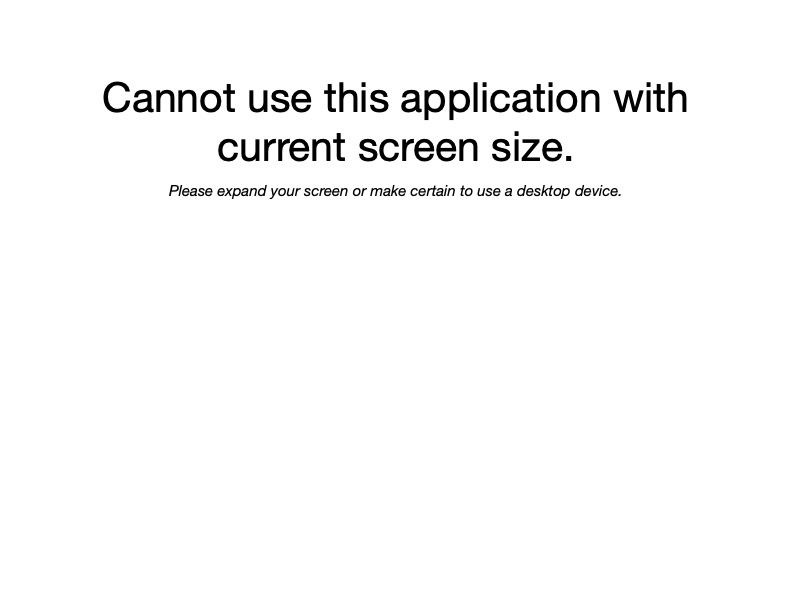 Cannot use this application with
current screen size.
Please expand your screen or make certain to use a desktop device.